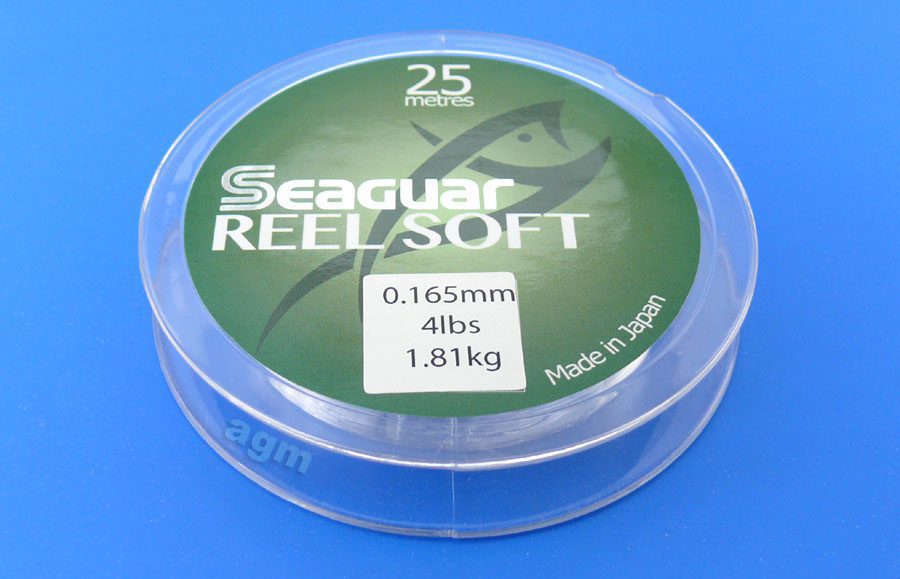 25
metres
Seaguar
REEL SOFT
0.165mm
4lbs
1.81kg
Made in Japan
agm